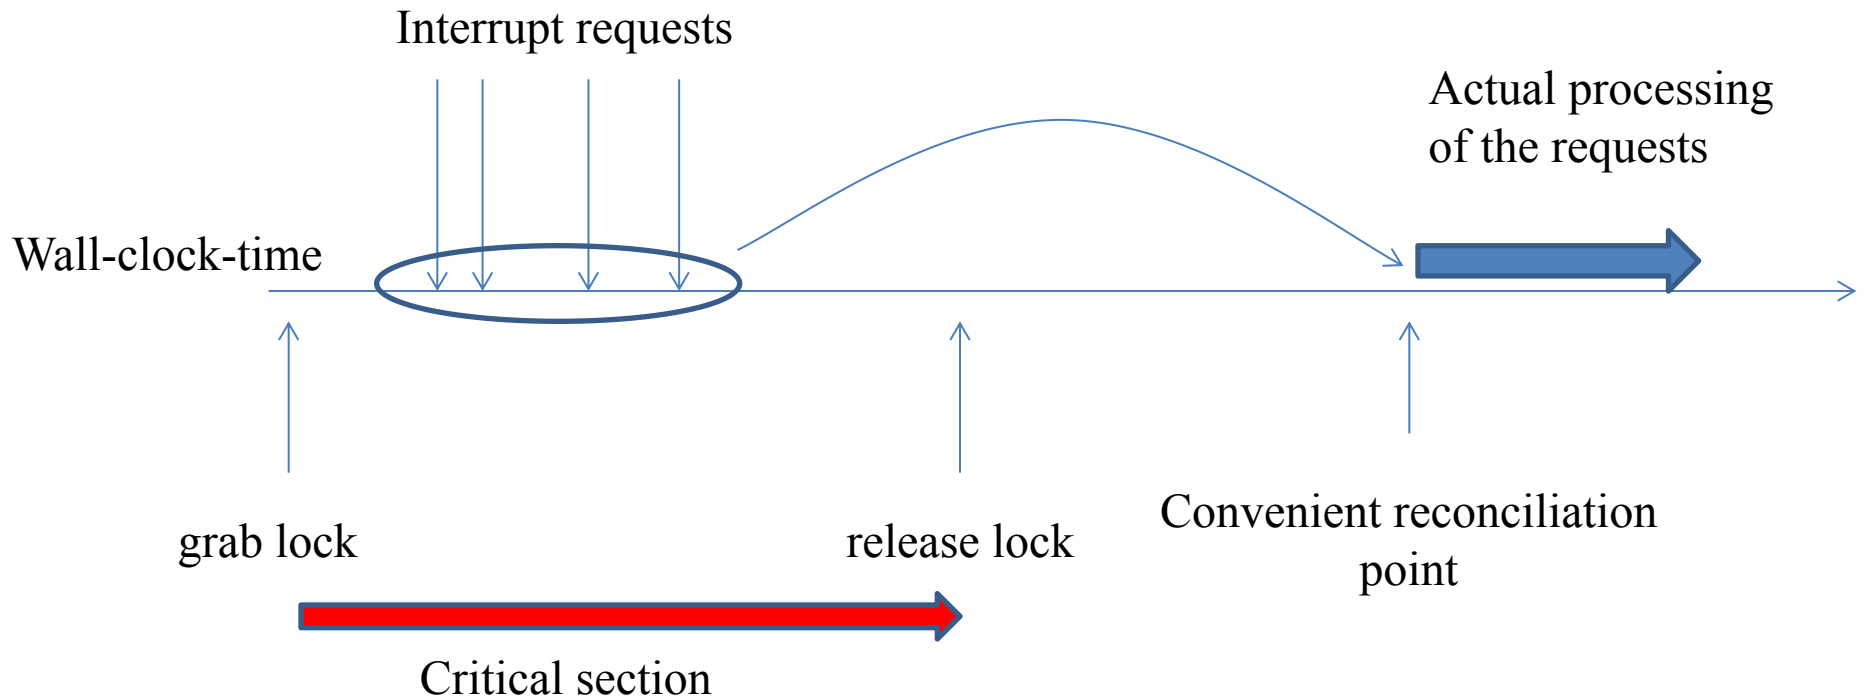 Interrupt requests
Actual processing
of the requests
Wall-clock-time
grab lock
release lock
Convenient reconciliation
point
Critical section